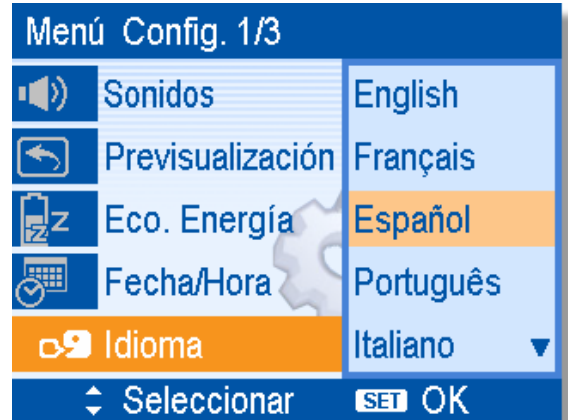 Menú Config. 1/3
Sonidos
Previsualización
Eco. Energía
Fecha/Hora
Idioma
English
Français
Español
Português
Italiano
Seleccionar SET OK